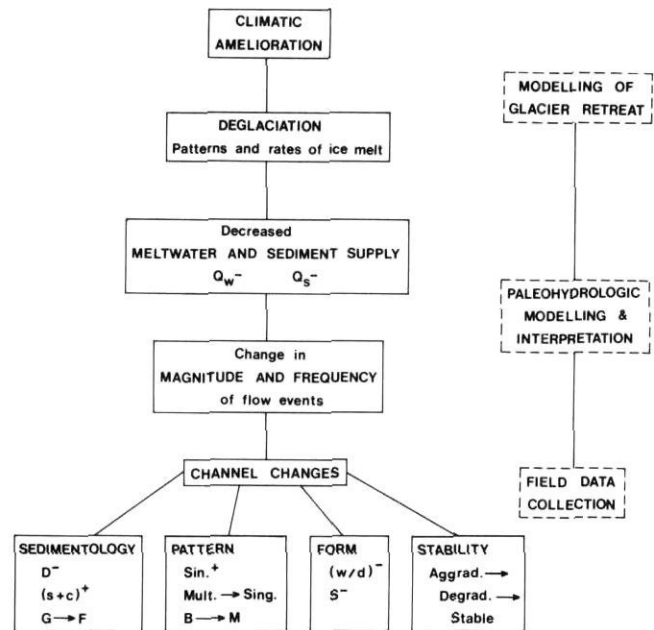 CLIMATIC
AMELIORATION
DEGLACIATION
Patterns and rates of ice melt
Decreased
MELTWATER AND SEDIMENT SUPPLY
Qw- Qs-
Change in
MAGNITUDE AND FREQUENCY
of flow events
CHANNEL CHANGES
SEDIMENTOLOGY
D-
(s+c)+
G → F
PATTERN
Sin.+
Mult. → Sing.
B → M
FORM
(w/d)-
S-
STABILITY
Aggrad. →
Degrad. →
Stable
MODELLING OF
GLACIER RETREAT
PALEOHYDROLOGIC
MODELLING &
INTERPRETATION
FIELD DATA
COLLECTION